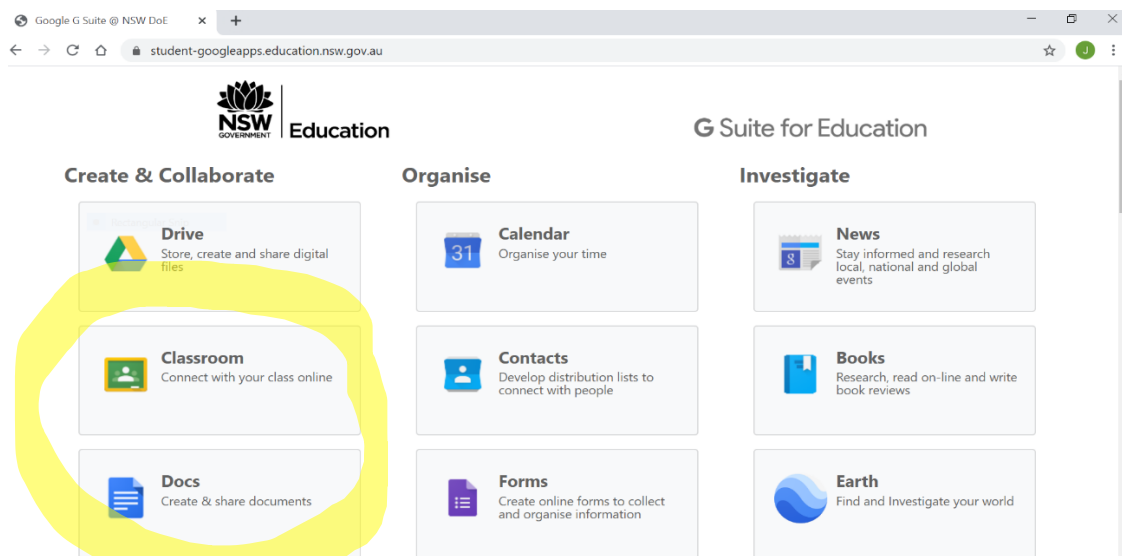 Google G Suite @ NSW DoE
student-googleapps.education.nsw.gov.au
J
NSW
GOVERNMENT
Education
G Suite for Education
Create & Collaborate
Organise
Investigate
Drive
Store, create and share digital
files
31
Calendar
Organise your time
8
News
Stay informed and research
local, national and global
events
Classroom
Connect with your class online
Contacts
Develop distribution lists to
connect with people
Books
Research, read on-line and write
book reviews
Docs
Create & share documents
Forms
Create online forms to collect
and organise information
Earth
Find and Investigate your world